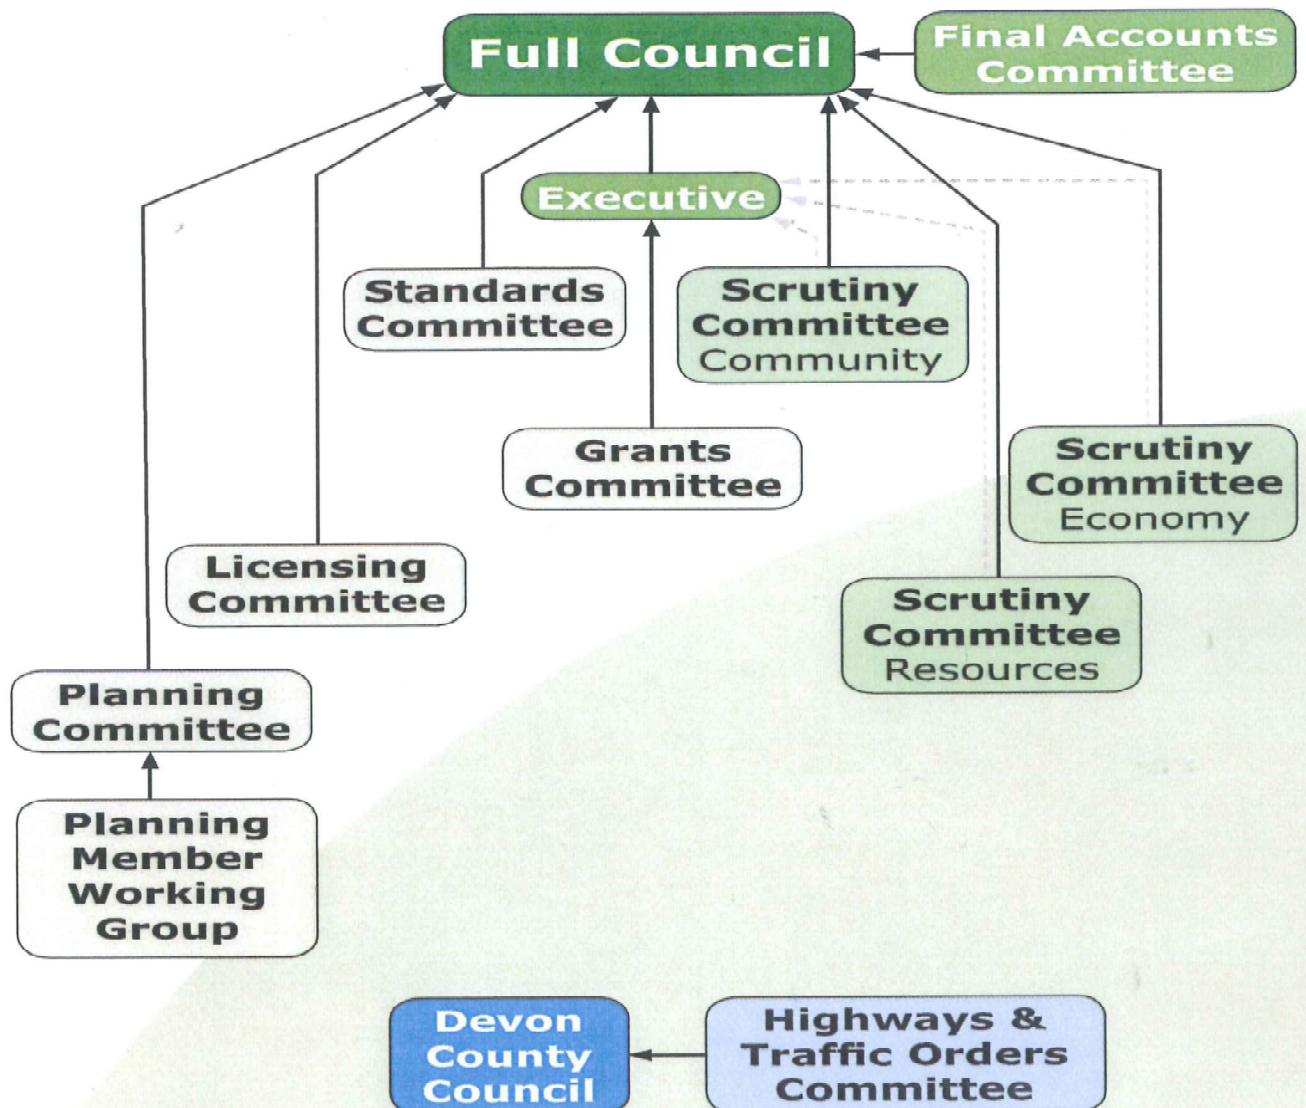 Full Council
Final Accounts
Committee
Executive
Standards
Committee
Scrutiny
Committee
Community
Grants
Committee
Scrutiny
Committee
Economy
Licensing
Committee
Scrutiny
Committee
Resources
Planning
Committee
Planning
Member
Working
Group
Devon
County
Council
Highways &
Traffic Orders
Committee